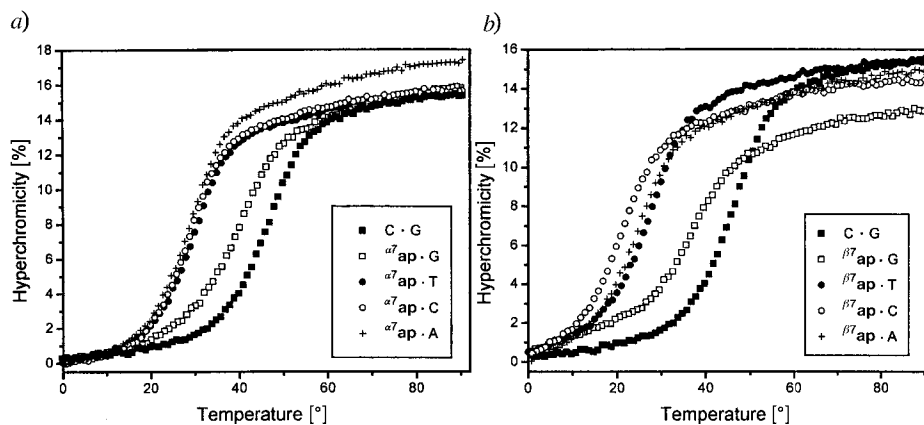 a)
18
16
14
12
10
8
6
4
2
0
Hyperchromicity [%]
0 20 40 60 80
Temperature [°]
C · G
α7ap · G
α7ap · T
α7ap · C
α7ap · A
b)
16
14
12
10
8
6
4
2
0
Hyperchromicity [%]
0 20 40 60 80
Temperature [°]
C · G
β7ap · G
β7ap · T
β7ap · C
β7ap · A